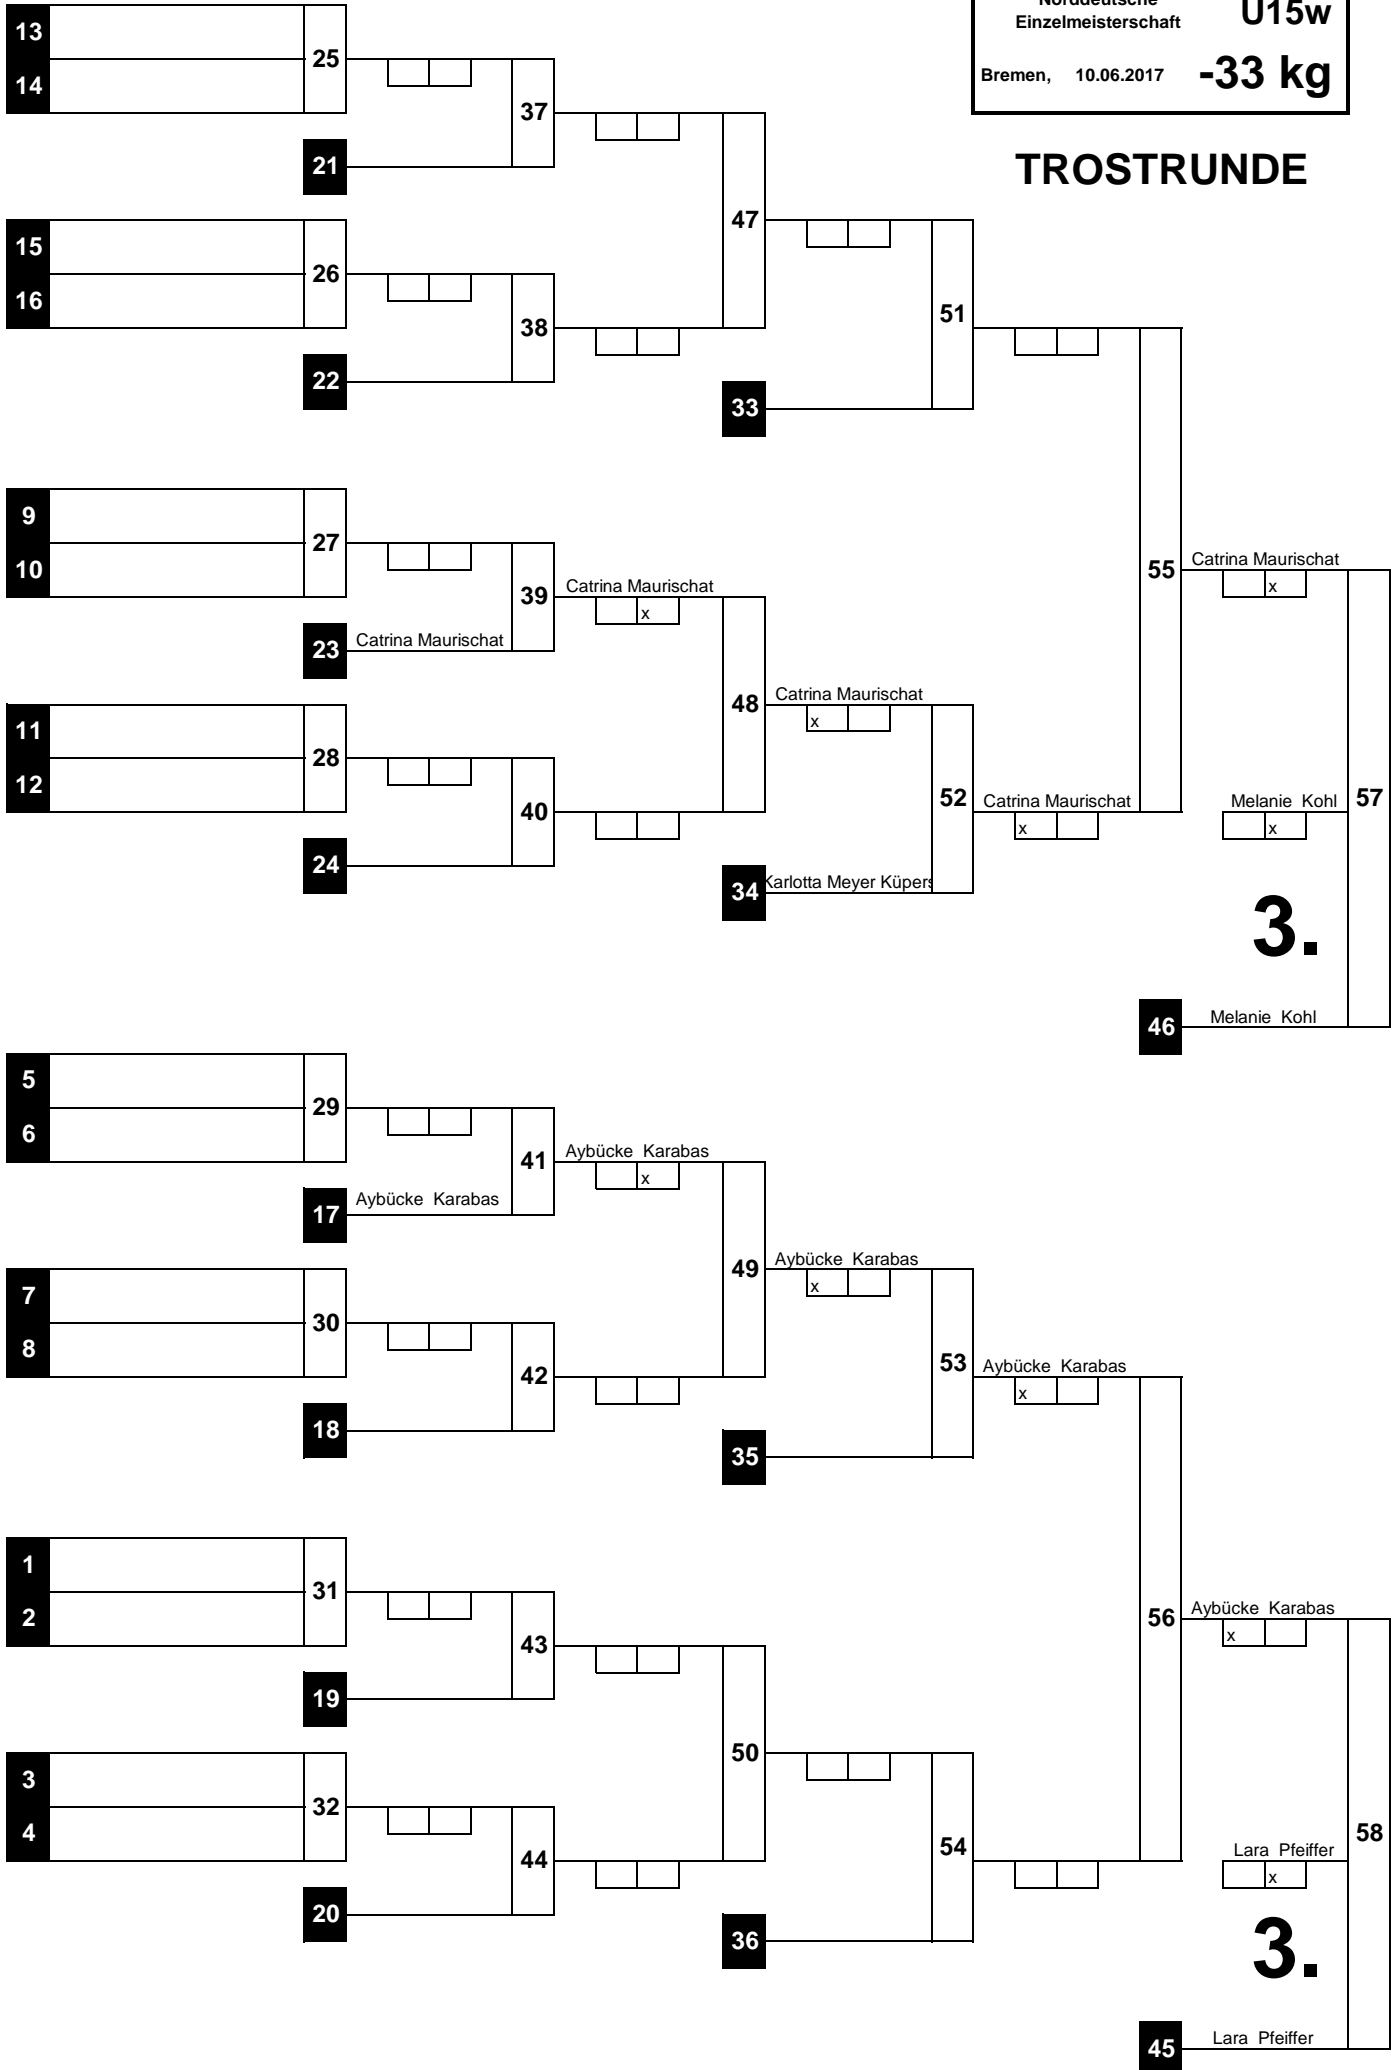 Norddeutsche
Einzelmeisterschaft
U15w
Bremen, 10.06.2017
-33 kg
TROSTRUNDE
13
14
25
37
21
47
15
16
26
38
22
51
33
9
10
27
39
Catrina Maurischat
x
23
Catrina Maurischat
55
Catrina Maurischat
x
11
12
28
40
24
48
Catrina Maurischat
x
52
Catrina Maurischat
x
34
Karlotta Meyer Küpers
Melanie Kohl
x
57
3.
46
Melanie Kohl
5
6
29
41
Aybücke Karabas
x
17
Aybücke Karabas
7
8
30
42
18
49
Aybücke Karabas
x
53
Aybücke Karabas
x
35
1
2
31
43
19
56
Aybücke Karabas
x
3
4
32
44
20
50
54
36
Lara Pfeiffer
x
58
3.
45
Lara Pfeiffer